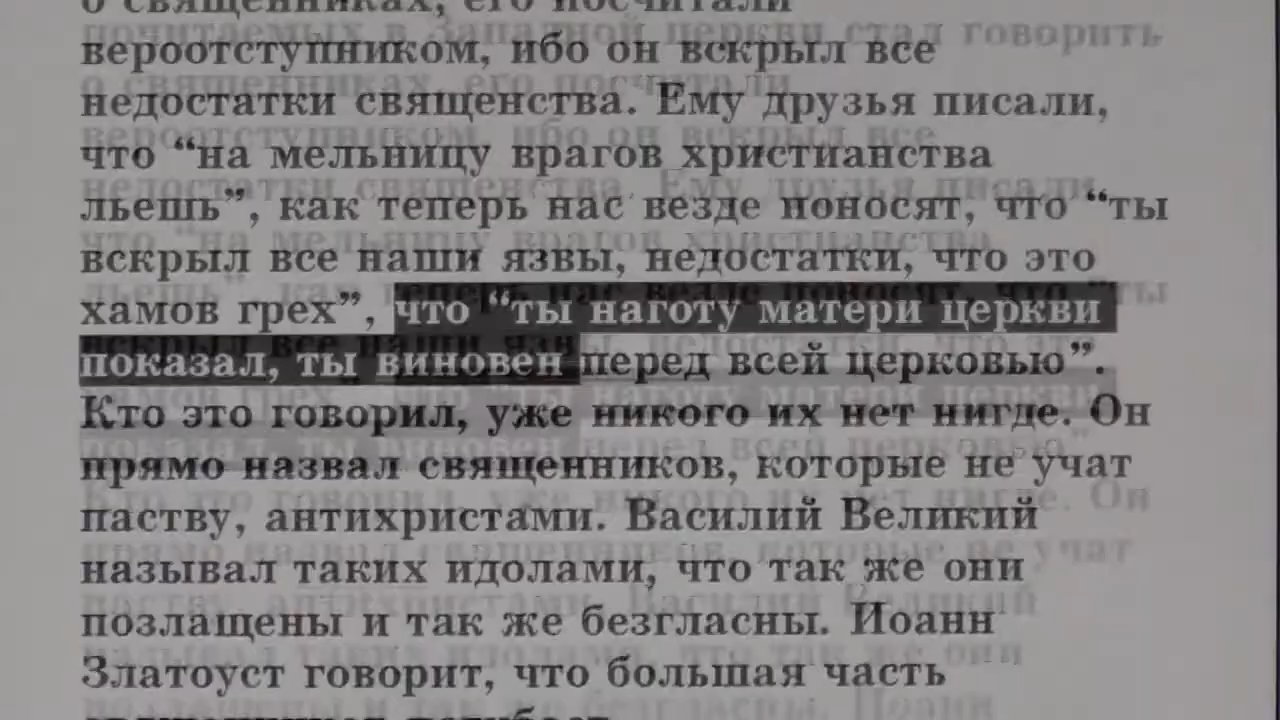 о священниках, его посчитали
вероотступником, ибо он вскрыл все
недостатки священства. Ему друзья писали,
что “на мельницу врагов христианства
льешь”, как теперь нас везде поносят, что “ты
вскрыл все наши язвы, недостатки, что это
хамов грех”, что “ты наготу матери церкви
показал, ты виновен перед всей церковью”.
Кто это говорил, уже никого их нет нигде. Он
прямо назвал священников, которые не учат
паству, антихристами. Василий Великий
называл таких идолами, что так же они
позлащены и так же безгласны. Иоанн
Златоуст говорит, что большая часть